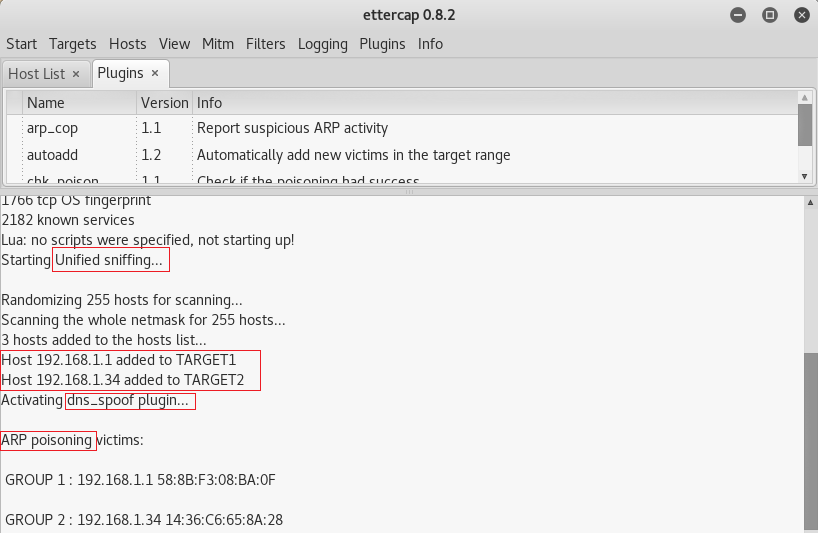 ettercap 0.8.2
Start Targets Hosts View Mitm Filters Logging Plugins Info
Host List × Plugins ×
Name Version Info
arp_cop 1.1 Report suspicious ARP activity
autoadd 1.2 Automatically add new victims in the target range
chk_poison 1.1 Check if the poisoning had success
1766 tcp OS fingerprint
2182 known services
Lua: no scripts were specified, not starting up!
Starting Unified sniffing...
Randomizing 255 hosts for scanning...
Scanning the whole netmask for 255 hosts...
3 hosts added to the hosts list...
Host 192.168.1.1 added to TARGET1
Host 192.168.1.34 added to TARGET2
Activating dns_spoof plugin...
ARP poisoning victims:
GROUP 1 : 192.168.1.1 58:8B:F3:08:BA:0F
GROUP 2 : 192.168.1.34 14:36:C6:65:8A:28